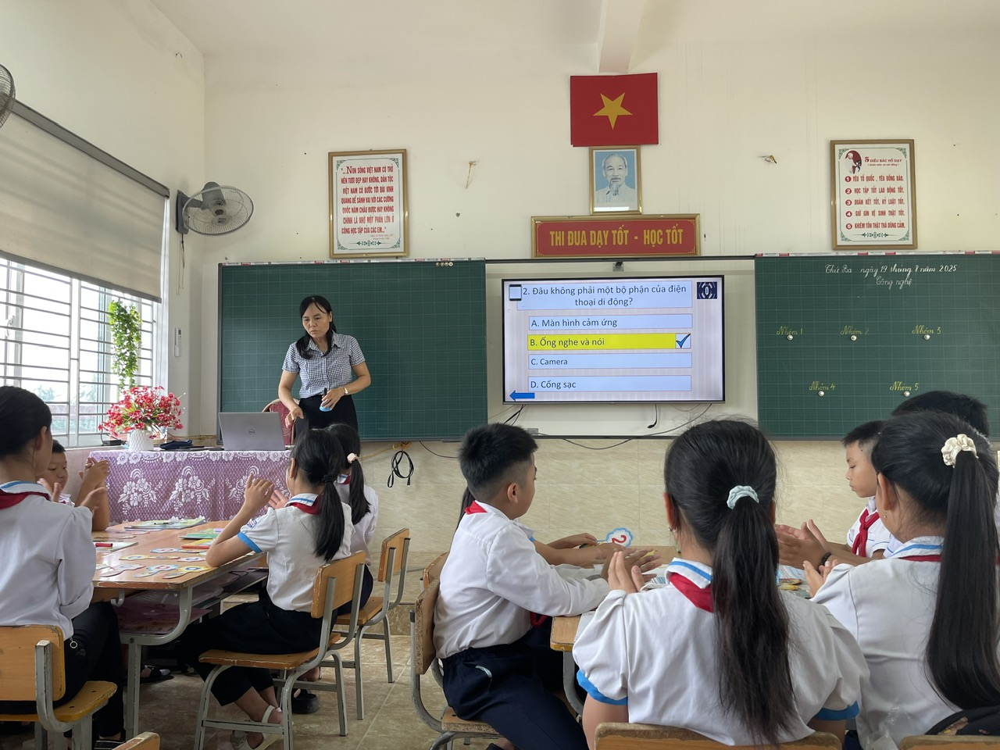 "...NON SÔNG VIỆT NAM CÓ TRỞ
NÊN TƯƠI ĐẸP HAY KHÔNG, DÂN TỘC
VIỆT NAM CÓ BƯỚC TỚI ĐÀI VINH
QUANG ĐỂ SÁNH VAI VỚI CÁC CƯỜNG
QUỐC NĂM CHÂU ĐƯỢC HAY KHÔNG
CHÍNH LÀ NHỜ MỘT PHẦN LỚN Ở
CÔNG HỌC TẬP CỦA CÁC EM..."
THI ĐUA DẠY TỐT - HỌC TỐT
5 ĐIỀU BÁC HỒ DẠY
1 YÊU TỔ QUỐC, YÊU ĐỒNG BÀO.
2 HỌC TẬP TỐT LAO ĐỘNG TỐT.
3 ĐOÀN KẾT TỐT, KỶ LUẬT TỐT.
4 GIỮ GÌN VỆ SINH THẬT TỐT.
5 KHIÊM TỐN THẬT THÀ DŨNG CẢM.
2. Đâu không phải một bộ phận của điện
thoại di động?
0
A. Màn hình cảm ứng
B. Ống nghe và nói
C. Camera
D. Cổng sạc
Thứ Ba ngày 19 tháng 8 năm 2025
Công nghệ
Nhóm 1 Nhóm 2 Nhóm 3
Nhóm 4 Nhóm 5
DELL
2